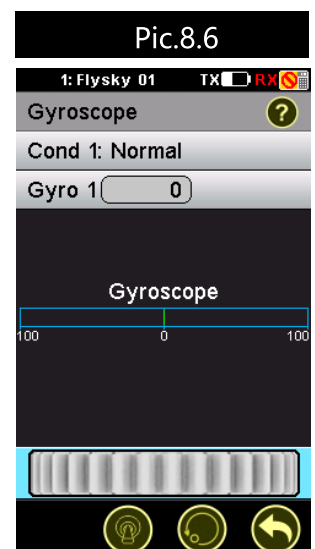 Pic.8.6
1: Flysky 01 TX RX
Gyroscope ?
Cond 1: Normal
Gyro 1 0
Gyroscope
100 0 100